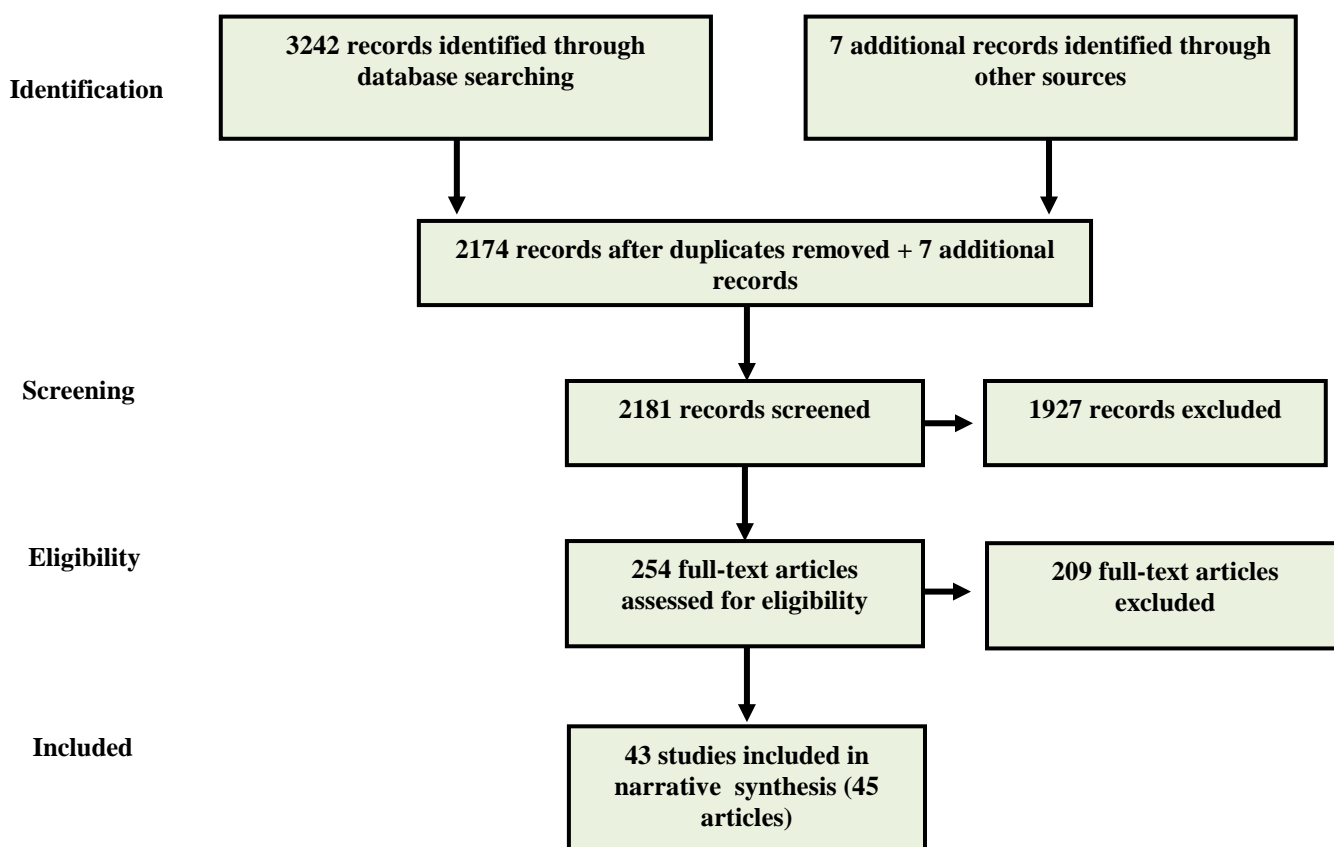 3242 records identified through
database searching
7 additional records identified through
other sources
Identification
2174 records after duplicates removed + 7 additional
records
Screening
2181 records screened
1927 records excluded
Eligibility
254 full-text articles
assessed for eligibility
209 full-text articles
excluded
Included
43 studies included in
narrative synthesis (45
articles)